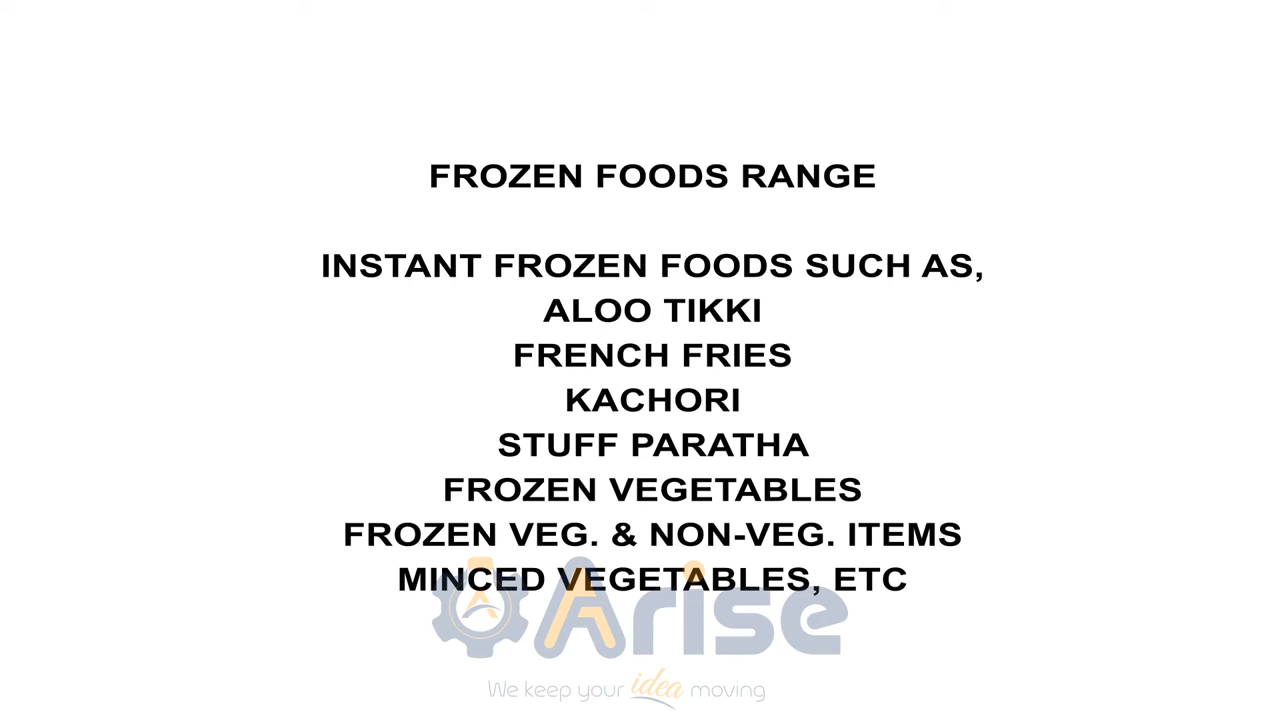 FROZEN FOODS RANGE
INSTANT FROZEN FOODS SUCH AS,
ALOO TIKKI
FRENCH FRIES
KACHORI
STUFF PARATHA
FROZEN VEGETABLES
FROZEN VEG. & NON-VEG. ITEMS
MINCED VEGETABLES, ETC
Arise
We keep your idea moving